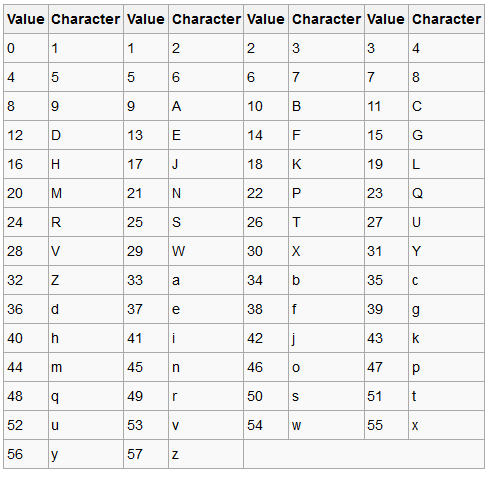 Value Character Value Character Value Character Value Character
0 1 1 2 2 3 3 4
4 5 5 6 6 7 7 8
8 9 9 A 10 B 11 C
12 D 13 E 14 F 15 G
16 H 17 J 18 K 19 L
20 M 21 N 22 P 23 Q
24 R 25 S 26 T 27 U
28 V 29 W 30 X 31 Y
32 Z 33 a 34 b 35 c
36 d 37 e 38 f 39 g
40 h 41 i 42 j 43 k
44 m 45 n 46 o 47 p
48 q 49 r 50 s 51 t
52 u 53 v 54 w 55 x
56 y 57 z